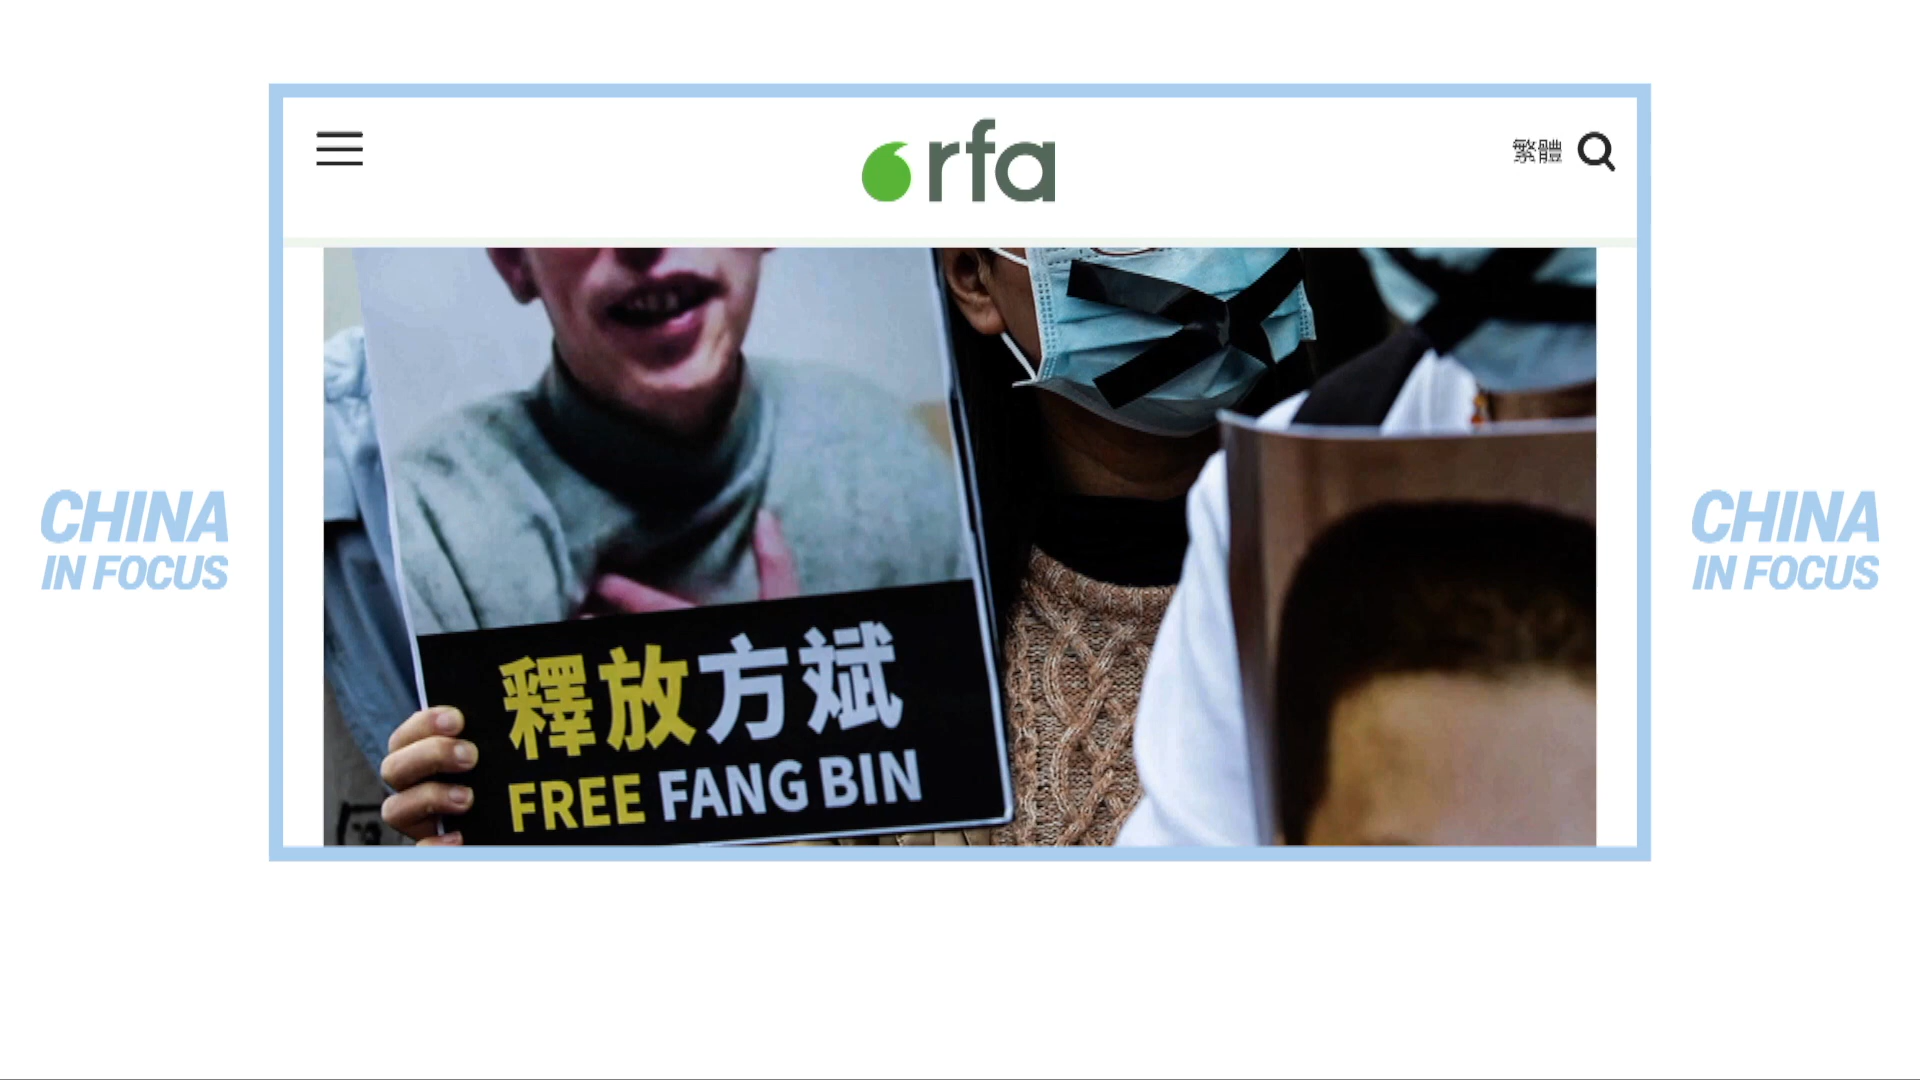 rfa
繁體
CHINA
IN FOCUS
CHINA
IN FOCUS
釋放方斌
FREE FANG BIN